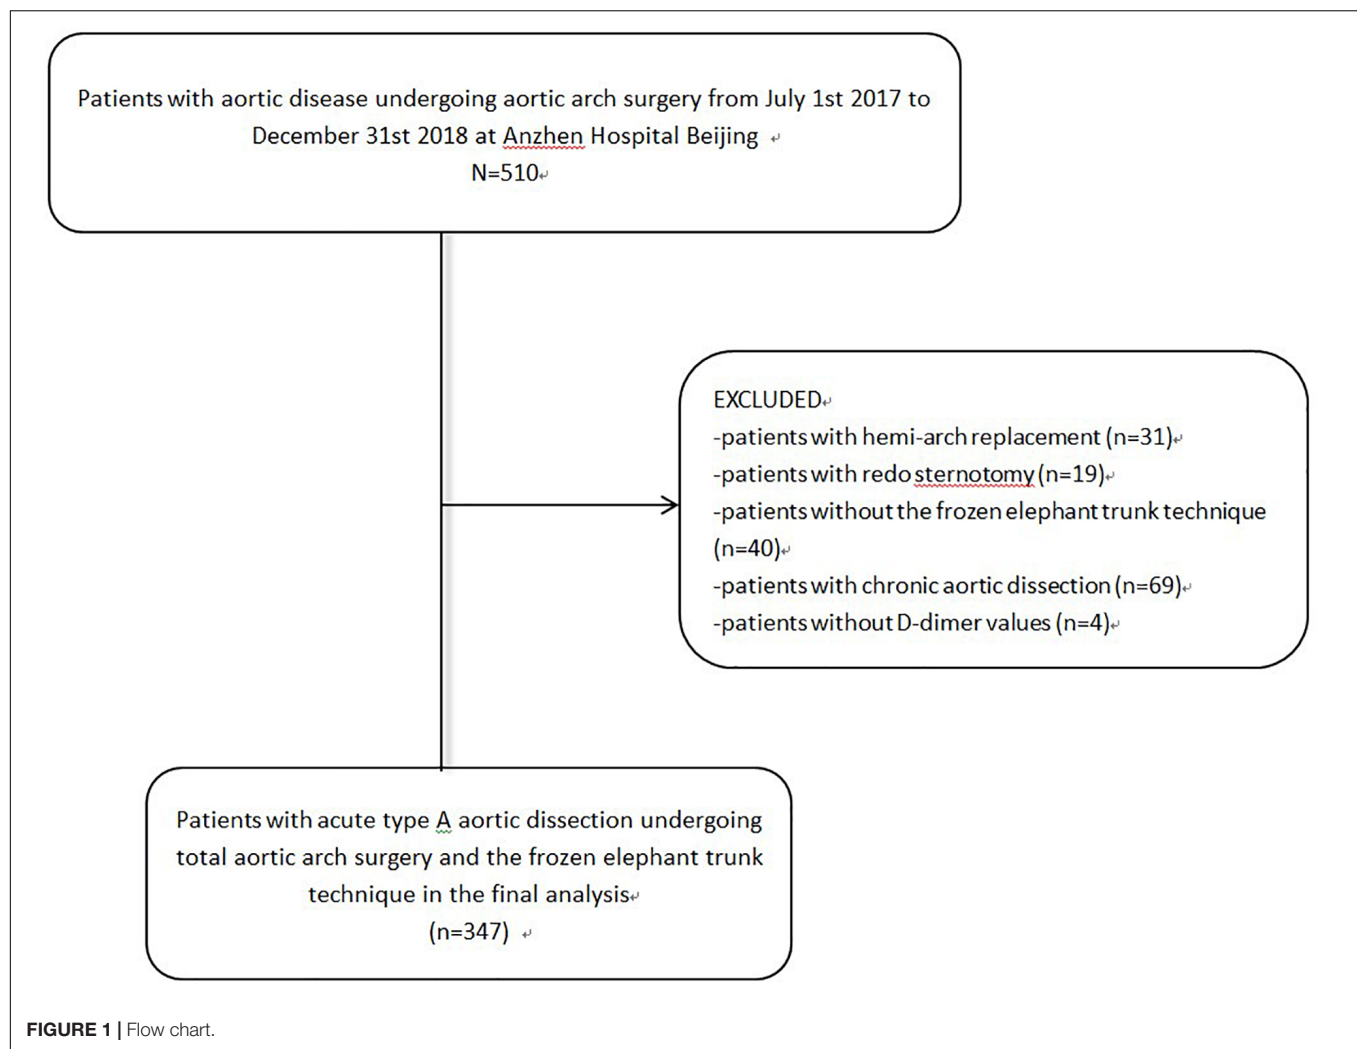 Patients with aortic disease undergoing aortic arch surgery from July 1st 2017 to
December 31st 2018 at Anzhen Hospital Beijing
N=510
EXCLUDED
-patients with hemi-arch replacement (n=31)
-patients with redo sternotomy (n=19)
-patients without the frozen elephant trunk technique
(n=40)
-patients with chronic aortic dissection (n=69)
-patients without D-dimer values (n=4)
Patients with acute type A aortic dissection undergoing
total aortic arch surgery and the frozen elephant trunk
technique in the final analysis
(n=347)
FIGURE 1 | Flow chart.